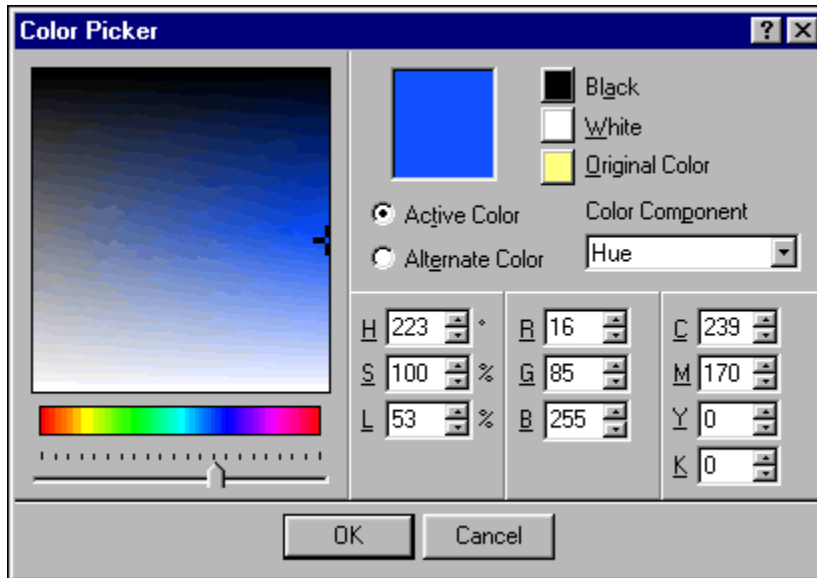 Color Picker
Black
White
Original Color
Active Color
Alternate Color
Color Component
Hue
H 223 °
S 100 %
L 53 %
R 16
G 85
B 255
C 239
M 170
Y 0
K 0
OK
Cancel